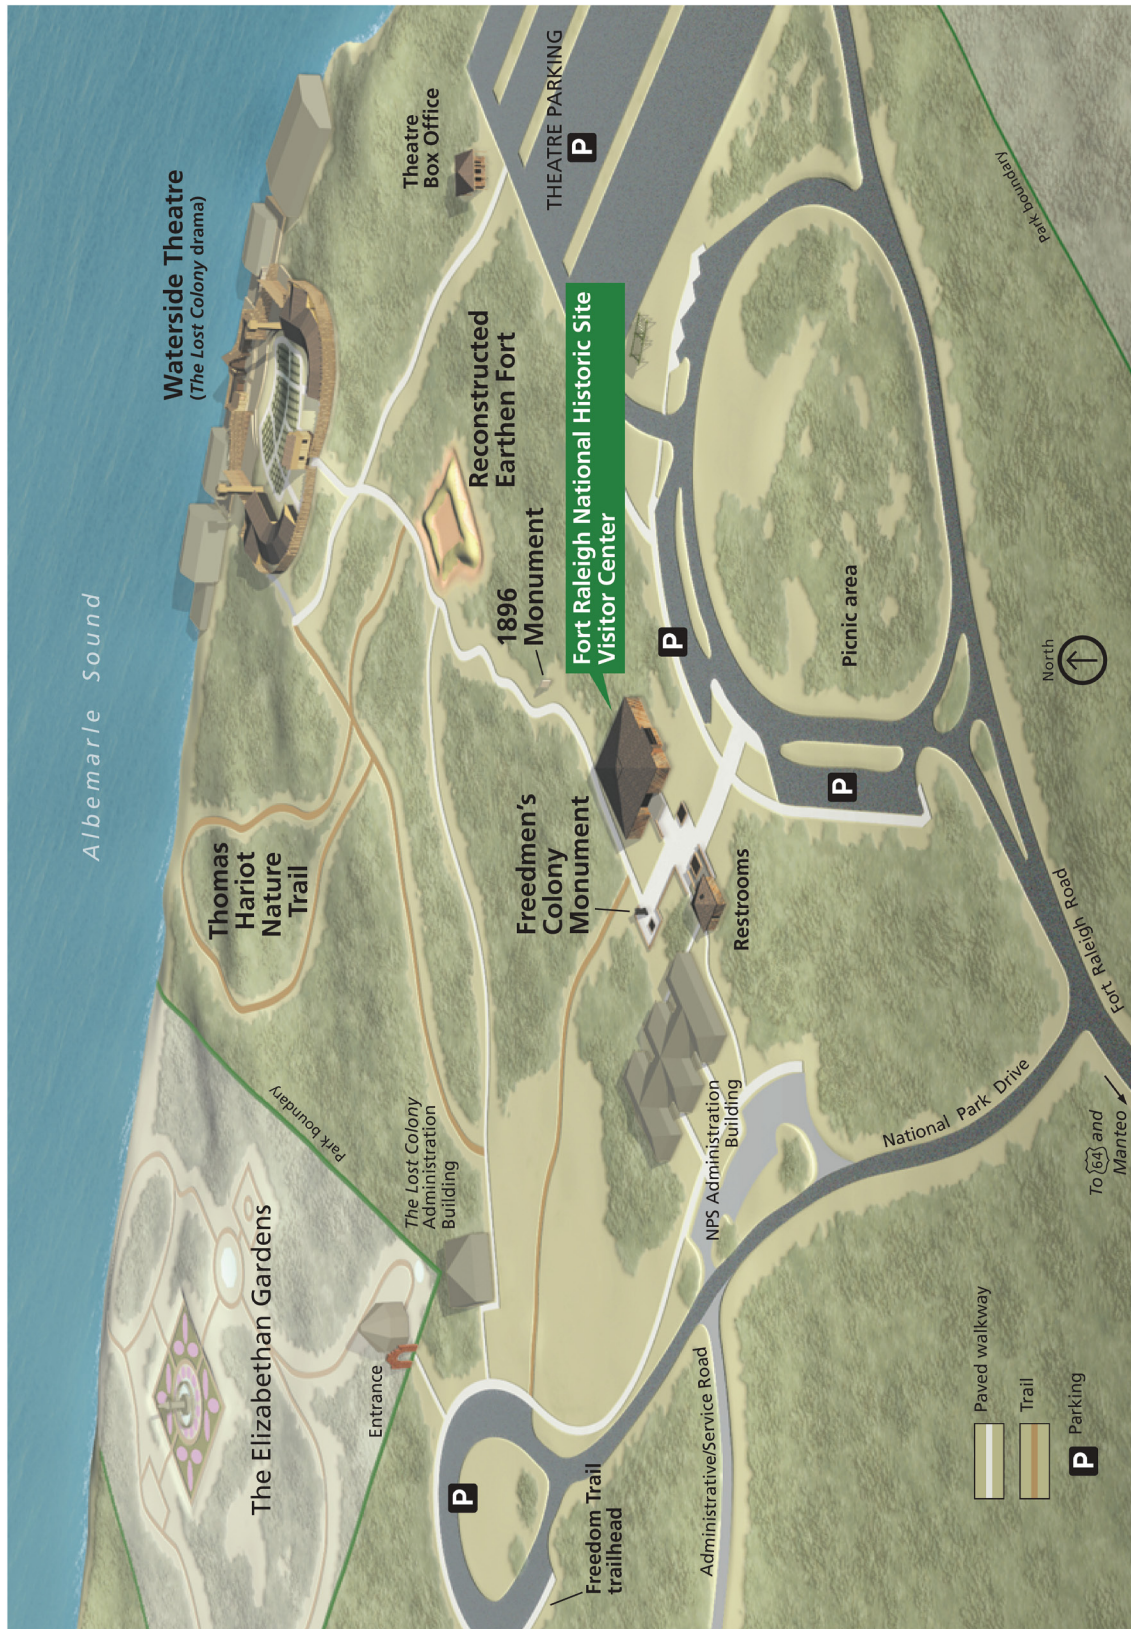 Albemarle Sound
Waterside Theatre
(The Lost Colony drama)
Theatre
Box Office
THEATRE PARKING
P
Park boundary
Reconstructed
Earthen Fort
1896
Monument
Fort Raleigh National Historic Site
Visitor Center
P
Picnic area
North
Thomas
Hariot
Nature
Trail
Freedmen's
Colony
Monument
Restrooms
P
Fort Raleigh Road
Park boundary
The Lost Colony
Administration
Building
NPS Administration
Building
National Park Drive
To 64 and
Manteo
The Elizabethan Gardens
Entrance
P
Freedom Trail
trailhead
Administrative/Service Road
Paved walkway
Trail
P Parking